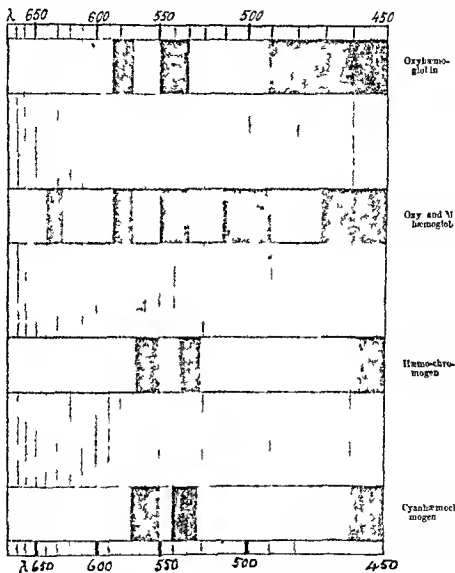 λ 650 600 550 500 450
Oxyhæmo-
globin
Oxy and M
hæmoglob
Hæmo-chro-
mogen
Cyanhæmoch
mogen
λ 650 600 550 500 450